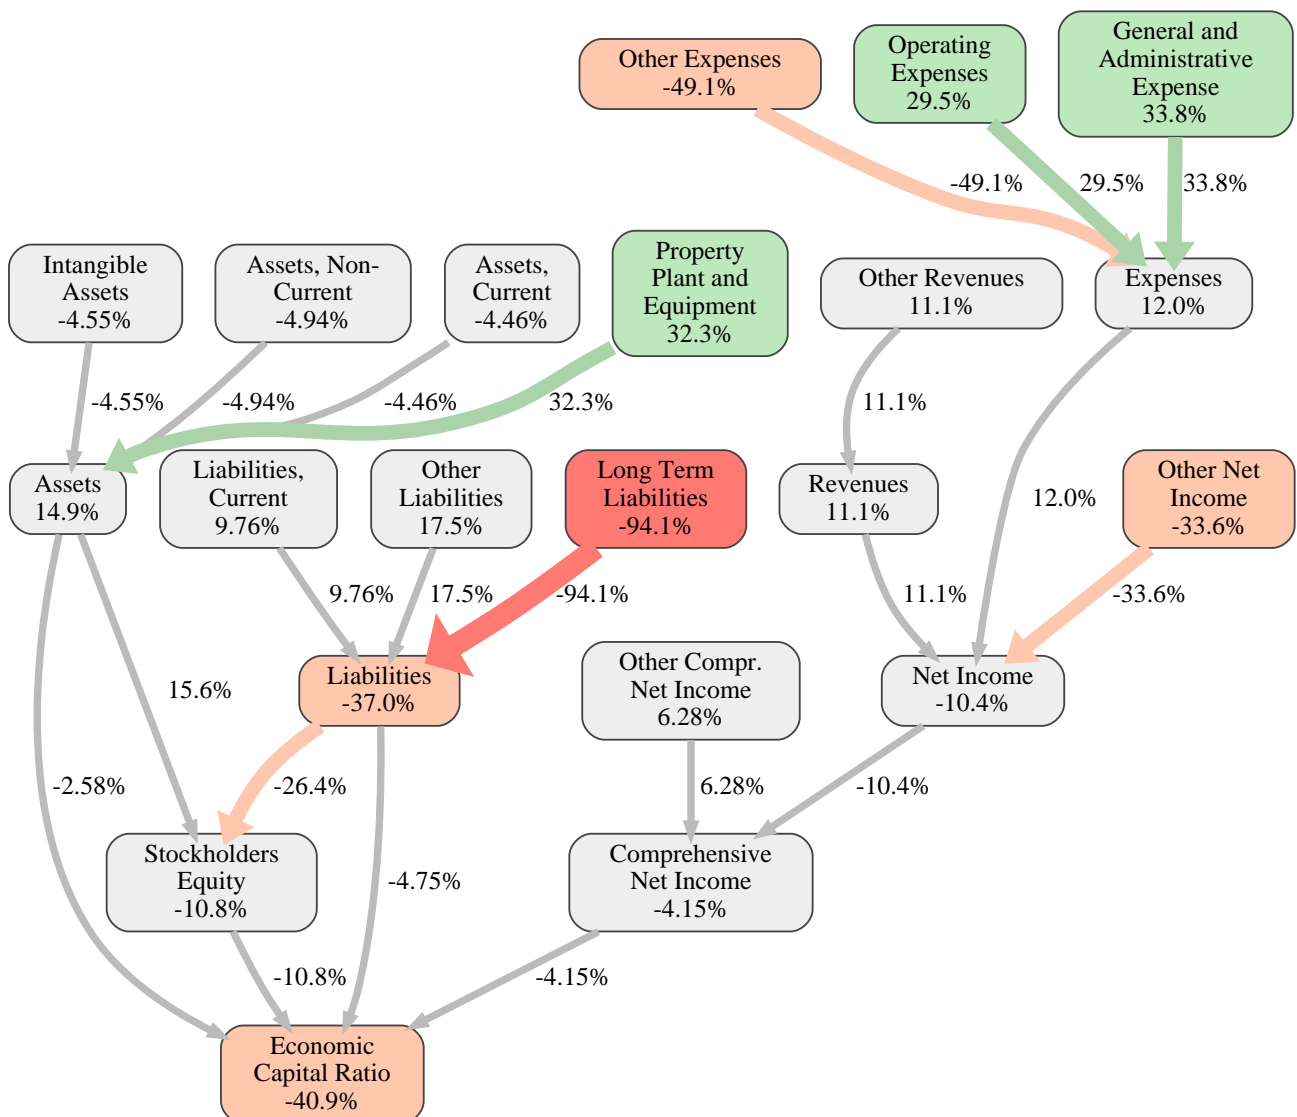 Other Expenses
-49.1%
Operating
Expenses
29.5%
General and
Administrative
Expense
33.8%
-49.1%
29.5%
33.8%
Intangible
Assets
-4.55%
Assets, Non-
Current
-4.94%
Assets,
Current
-4.46%
Property
Plant and
Equipment
32.3%
Other Revenues
11.1%
Expenses
12.0%
-4.55%
-4.94%
-4.46%
32.3%
11.1%
Assets
14.9%
Liabilities,
Current
9.76%
Other
Liabilities
17.5%
Long Term
Liabilities
-94.1%
Revenues
11.1%
12.0%
Other Net
Income
-33.6%
9.76%
17.5%
-94.1%
11.1%
-33.6%
15.6%
Liabilities
-37.0%
Other Compr.
Net Income
6.28%
Net Income
-10.4%
-2.58%
-26.4%
6.28%
-10.4%
Stockholders
Equity
-10.8%
-4.75%
Comprehensive
Net Income
-4.15%
-10.8%
-4.15%
Economic
Capital Ratio
-40.9%